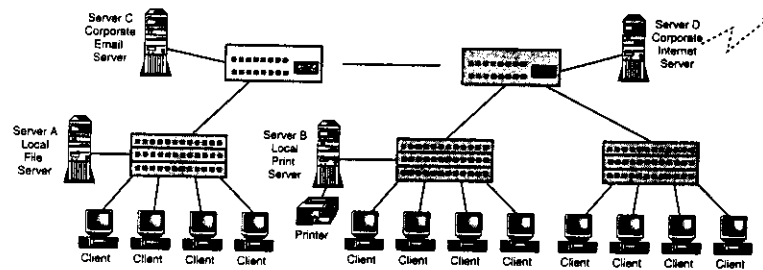 Server C
Corporate
Email
Server
Server D
Corporate
Internet
Server
Server A
Local
File
Server
Server B
Local
Print
Server
Printer
Client
Client
Client
Client
Client
Client
Client
Client
Client
Client
Client
Client